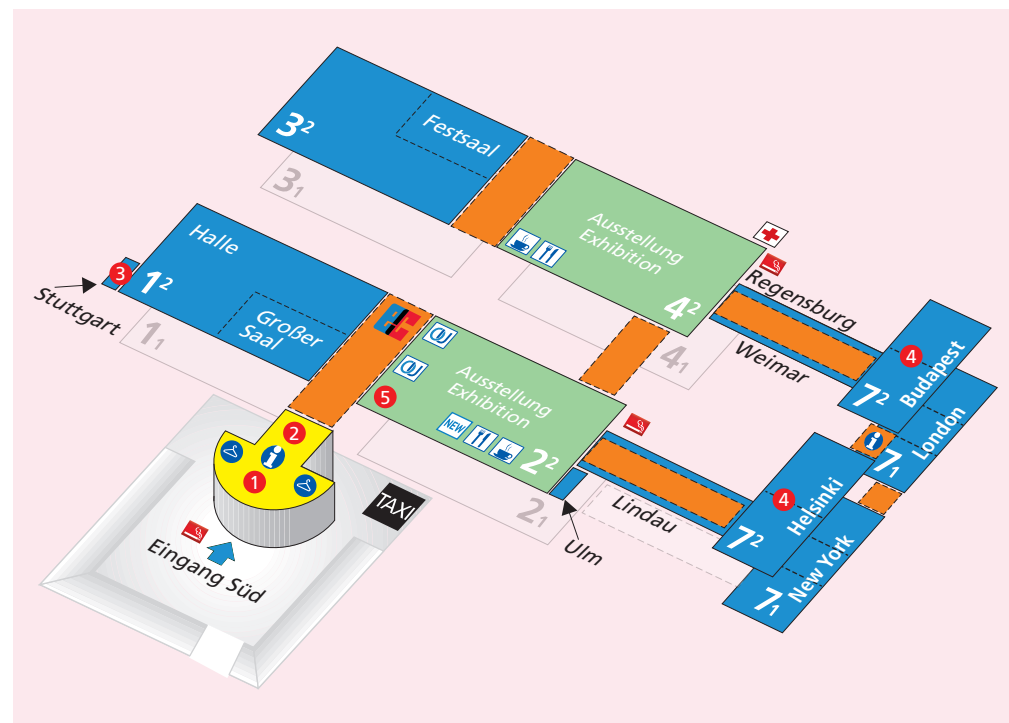 3²
Festsaal
3₁
Ausstellung
Exhibition
4²
4₁
Halle
1²
Großer
Saal
1₁
3
Stuttgart
Regensburg
Weimar
4
Budapest
7²
London
7₁
i
5
Ausstellung
Exhibition
NEW
2²
2₁
Lindau
Ulm
4
Helsinki
7²
New York
7₁
2
i
1
TAXI
Eingang Süd